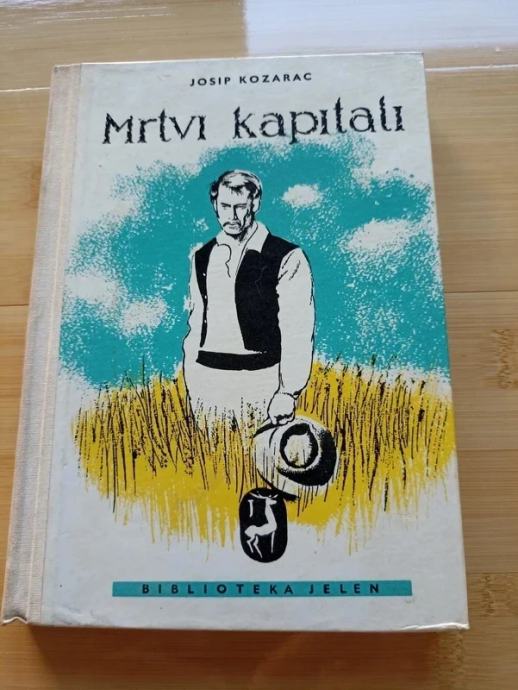 JOSIP KOZARAC
Mrtvi kapitali
BIBLIOTEKA JELEN